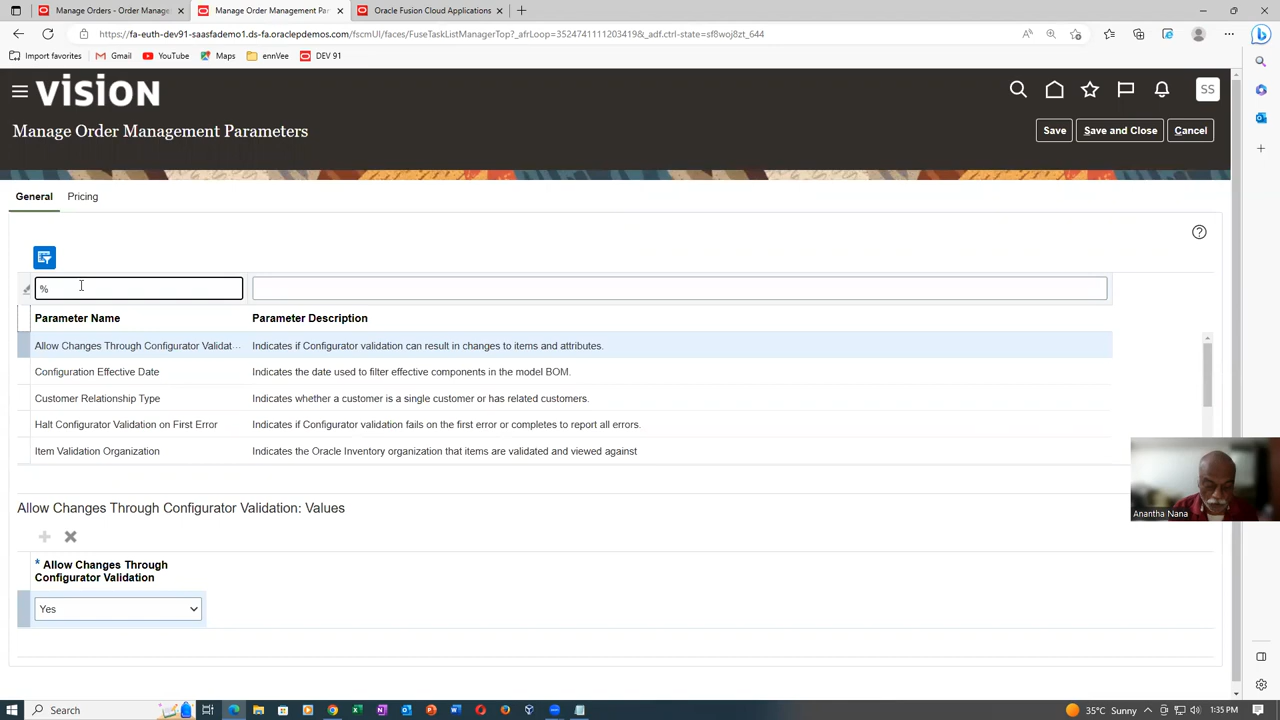 Manage Orders - Order Manage
Manage Order Management Par
Oracle Fusion Cloud Applications
https://fa-euth-dev91-saasfademo1.ds-fa.oraclepdemos.com/fscmUI/faces/FuseTaskListManagerTop?_afrLoop=35247411112034​19&_adf.ctrl-state=sf8woj8zt_644
Import favorites
Gmail
YouTube
Maps
ennVee
DEV 91
VISION
SS
Manage Order Management Parameters
Save
Save and Close
Cancel
General
Pricing
%
Parameter Name
Parameter Description
Allow Changes Through Configurator Validat...
Indicates if Configurator validation can result in changes to items and attributes.
Configuration Effective Date
Indicates the date used to filter effective components in the model BOM.
Customer Relationship Type
Indicates whether a customer is a single customer or has related customers.
Halt Configurator Validation on First Error
Indicates if Configurator validation fails on the first error or completes to report all errors.
Item Validation Organization
Indicates the Oracle Inventory organization that items are validated and viewed against
Anantha Nana
Allow Changes Through Configurator Validation: Values
* Allow Changes Through
Configurator Validation
Yes
Search
35°C Sunny
1:35 PM